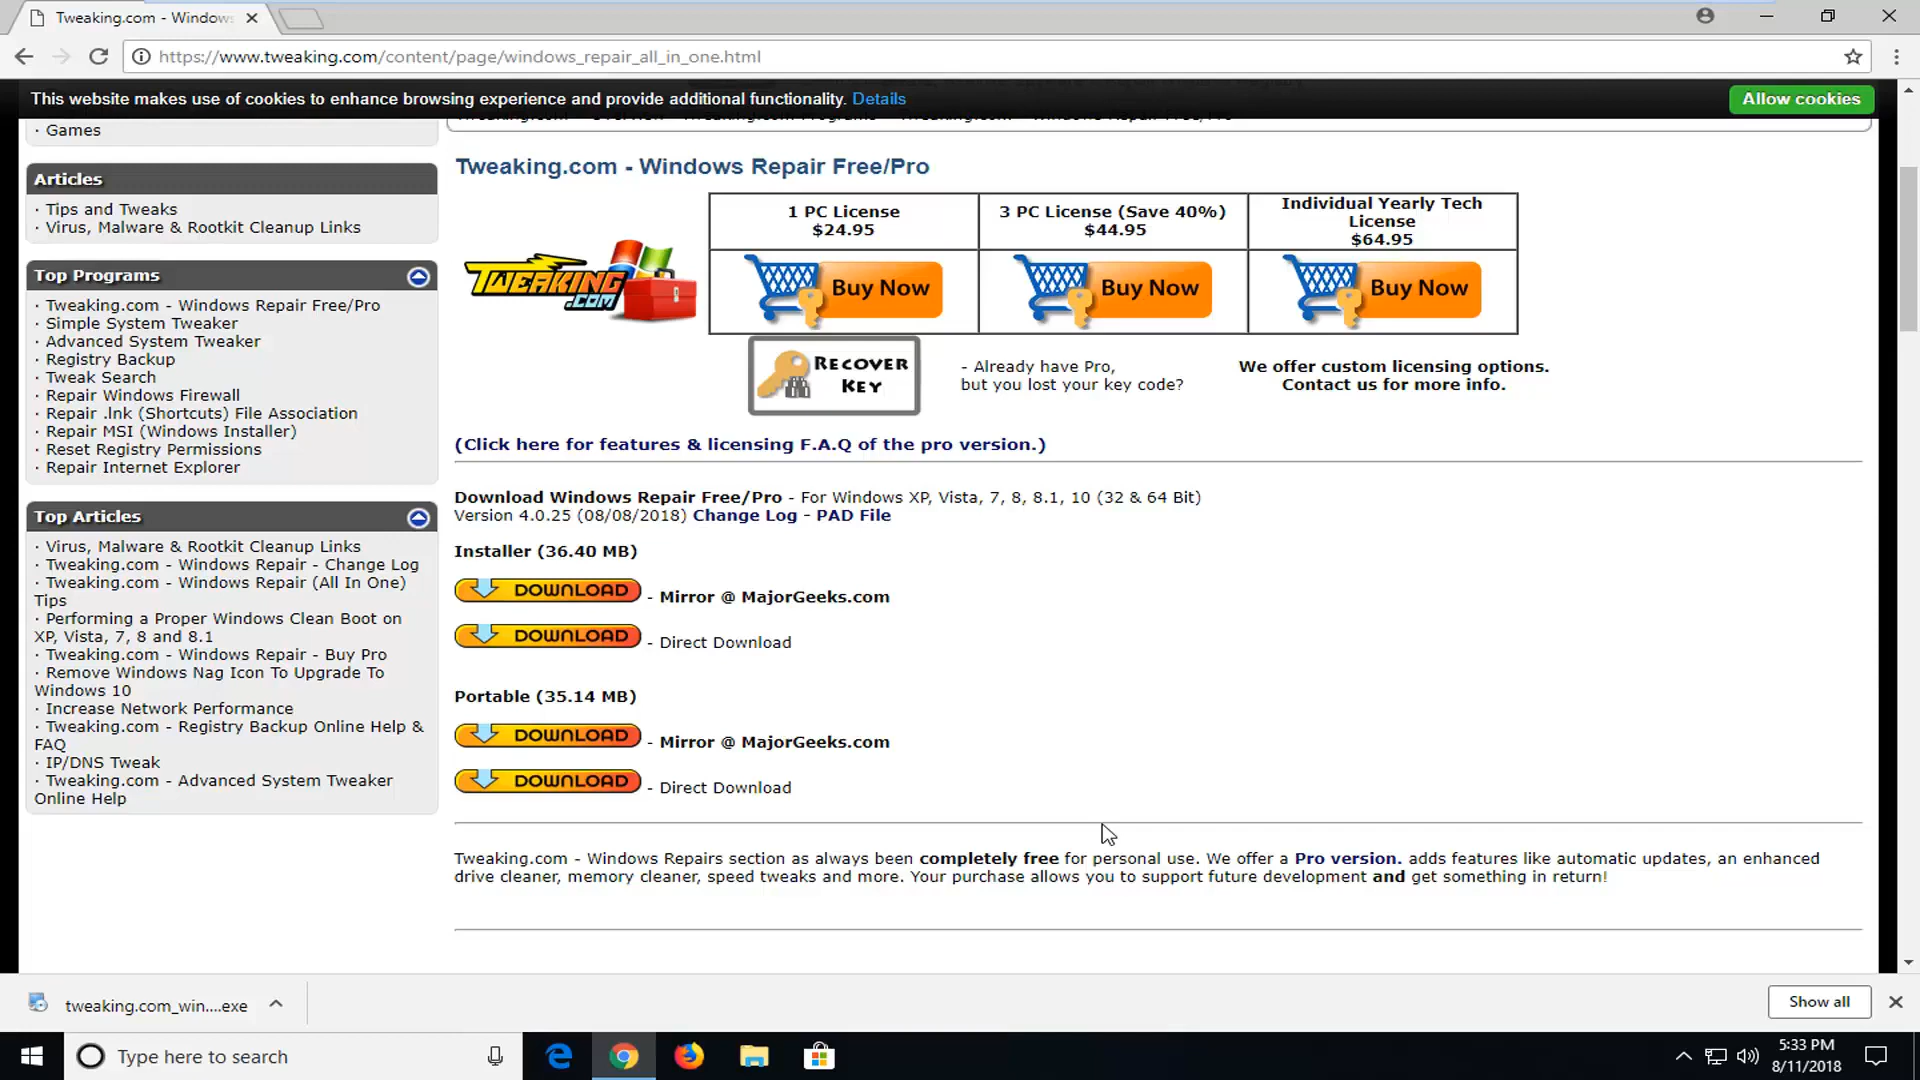 Tweaking.com - Windows
https://www.tweaking.com/content/page/windows_repair_all_in_one.html
This website makes use of cookies to enhance browsing experience and provide additional functionality. Details
Allow cookies
· Games
Articles
· Tips and Tweaks
· Virus, Malware & Rootkit Cleanup Links
Top Programs
· Tweaking.com - Windows Repair Free/Pro
· Simple System Tweaker
· Advanced System Tweaker
· Registry Backup
· Tweak Search
· Repair Windows Firewall
· Repair .lnk (Shortcuts) File Association
· Repair MSI (Windows Installer)
· Reset Registry Permissions
· Repair Internet Explorer
Top Articles
· Virus, Malware & Rootkit Cleanup Links
· Tweaking.com - Windows Repair - Change Log
· Tweaking.com - Windows Repair (All In One)
Tips
· Performing a Proper Windows Clean Boot on
XP, Vista, 7, 8 and 8.1
· Tweaking.com - Windows Repair - Buy Pro
· Remove Windows Nag Icon To Upgrade To
Windows 10
· Increase Network Performance
· Tweaking.com - Registry Backup Online Help &
FAQ
· IP/DNS Tweak
· Tweaking.com - Advanced System Tweaker
Online Help
Tweaking.com - Windows Repair Free/Pro
TWEAKING
.COM
1 PC License
$24.95
3 PC License (Save 40%)
$44.95
Individual Yearly Tech
License
$64.95
Buy Now
Buy Now
Buy Now
RECOVER
KEY
- Already have Pro,
but you lost your key code?
We offer custom licensing options.
Contact us for more info.
(Click here for features & licensing F.A.Q of the pro version.)
Download Windows Repair Free/Pro - For Windows XP, Vista, 7, 8, 8.1, 10 (32 & 64 Bit)
Version 4.0.25 (08/08/2018) Change Log - PAD File
Installer (36.40 MB)
DOWNLOAD - Mirror @ MajorGeeks.com
DOWNLOAD - Direct Download
Portable (35.14 MB)
DOWNLOAD - Mirror @ MajorGeeks.com
DOWNLOAD - Direct Download
Tweaking.com - Windows Repairs section as always been completely free for personal use. We offer a Pro version. adds features like automatic updates, an enhanced
drive cleaner, memory cleaner, speed tweaks and more. Your purchase allows you to support future development and get something in return!
tweaking.com_win....exe
Show all
Type here to search
5:33 PM
8/11/2018